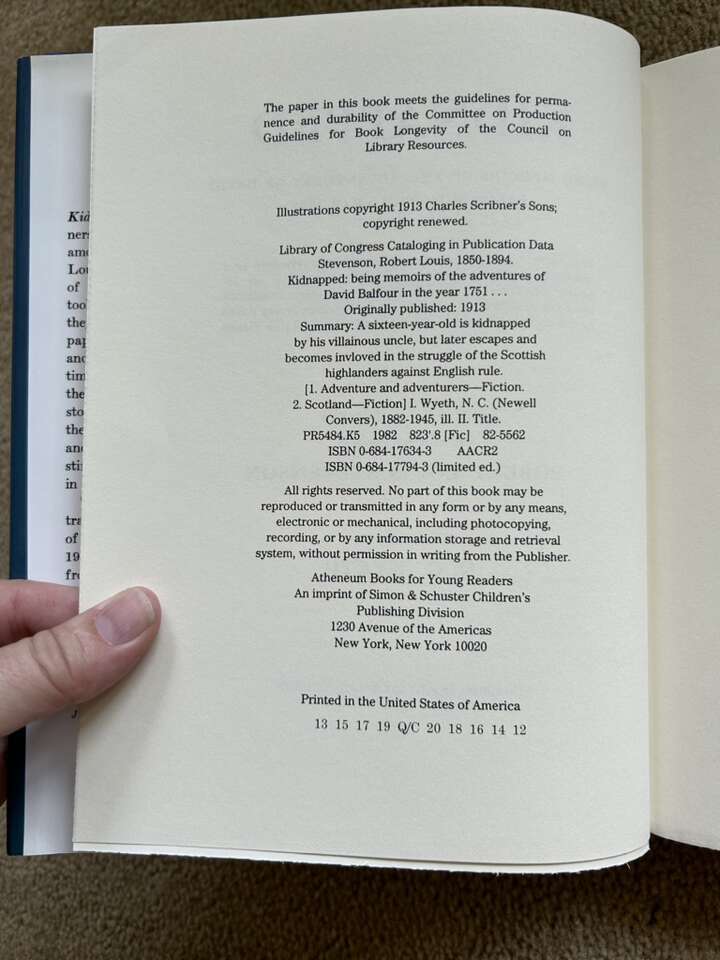 The paper in this book meets the guidelines for perma-
nence and durability of the Committee on Production
Guidelines for Book Longevity of the Council on
Library Resources.
Illustrations copyright 1913 Charles Scribner's Sons;
copyright renewed.
Library of Congress Cataloging in Publication Data
Stevenson, Robert Louis, 1850-1894.
Kidnapped: being memoirs of the adventures of
David Balfour in the year 1751 . . .
Originally published: 1913
Summary: A sixteen-year-old is kidnapped
by his villainous uncle, but later escapes and
becomes invloved in the struggle of the Scottish
highlanders against English rule.
[1. Adventure and adventurers—Fiction.
2. Scotland—Fiction] I. Wyeth, N. C. (Newell
Convers), 1882-1945, ill. II. Title.
PR5484.K5 1982 823'.8 [Fic] 82-5562
ISBN 0-684-17634-3 AACR2
ISBN 0-684-17794-3 (limited ed.)
All rights reserved. No part of this book may be
reproduced or transmitted in any form or by any means,
electronic or mechanical, including photocopying,
recording, or by any information storage and retrieval
system, without permission in writing from the Publisher.
Atheneum Books for Young Readers
An imprint of Simon & Schuster Children's
Publishing Division
1230 Avenue of the Americas
New York, New York 10020
Printed in the United States of America
13 15 17 19 Q/C 20 18 16 14 12